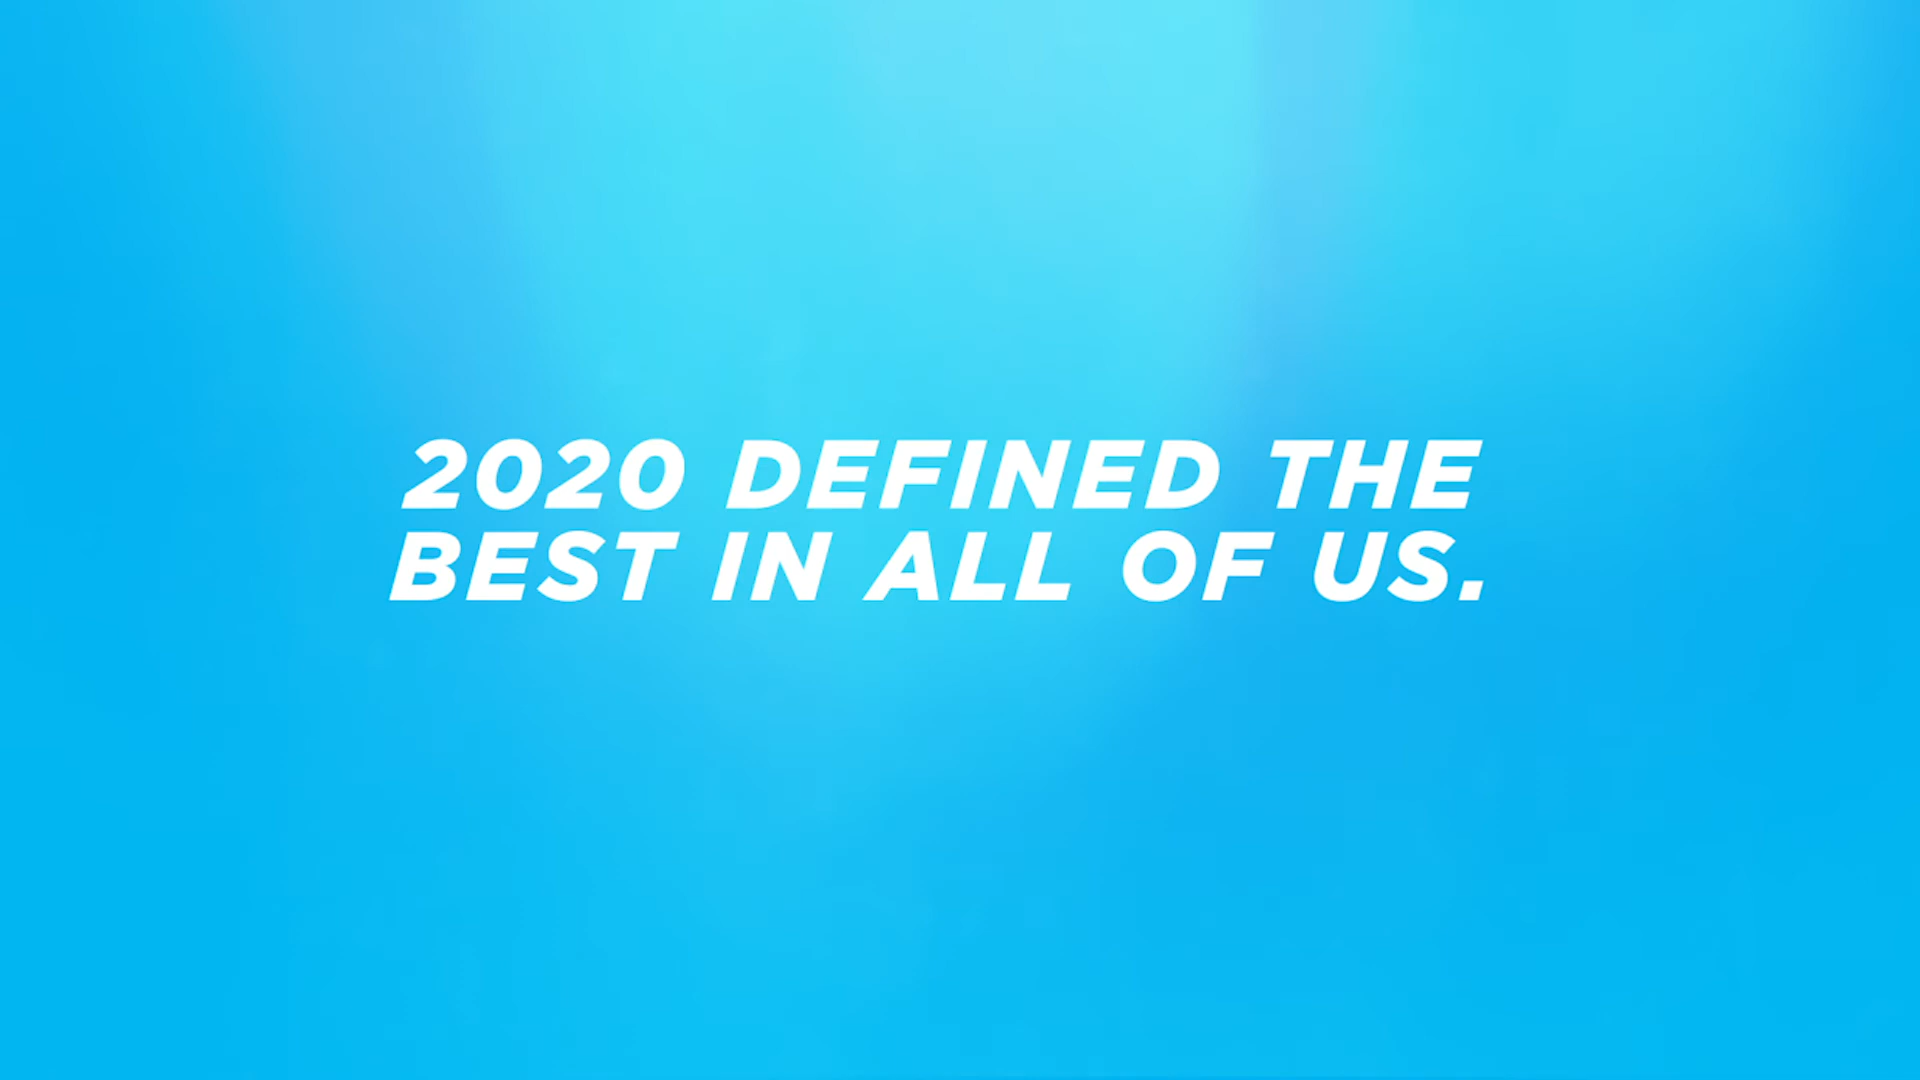 2020 DEFINED THE
BEST IN ALL OF US.